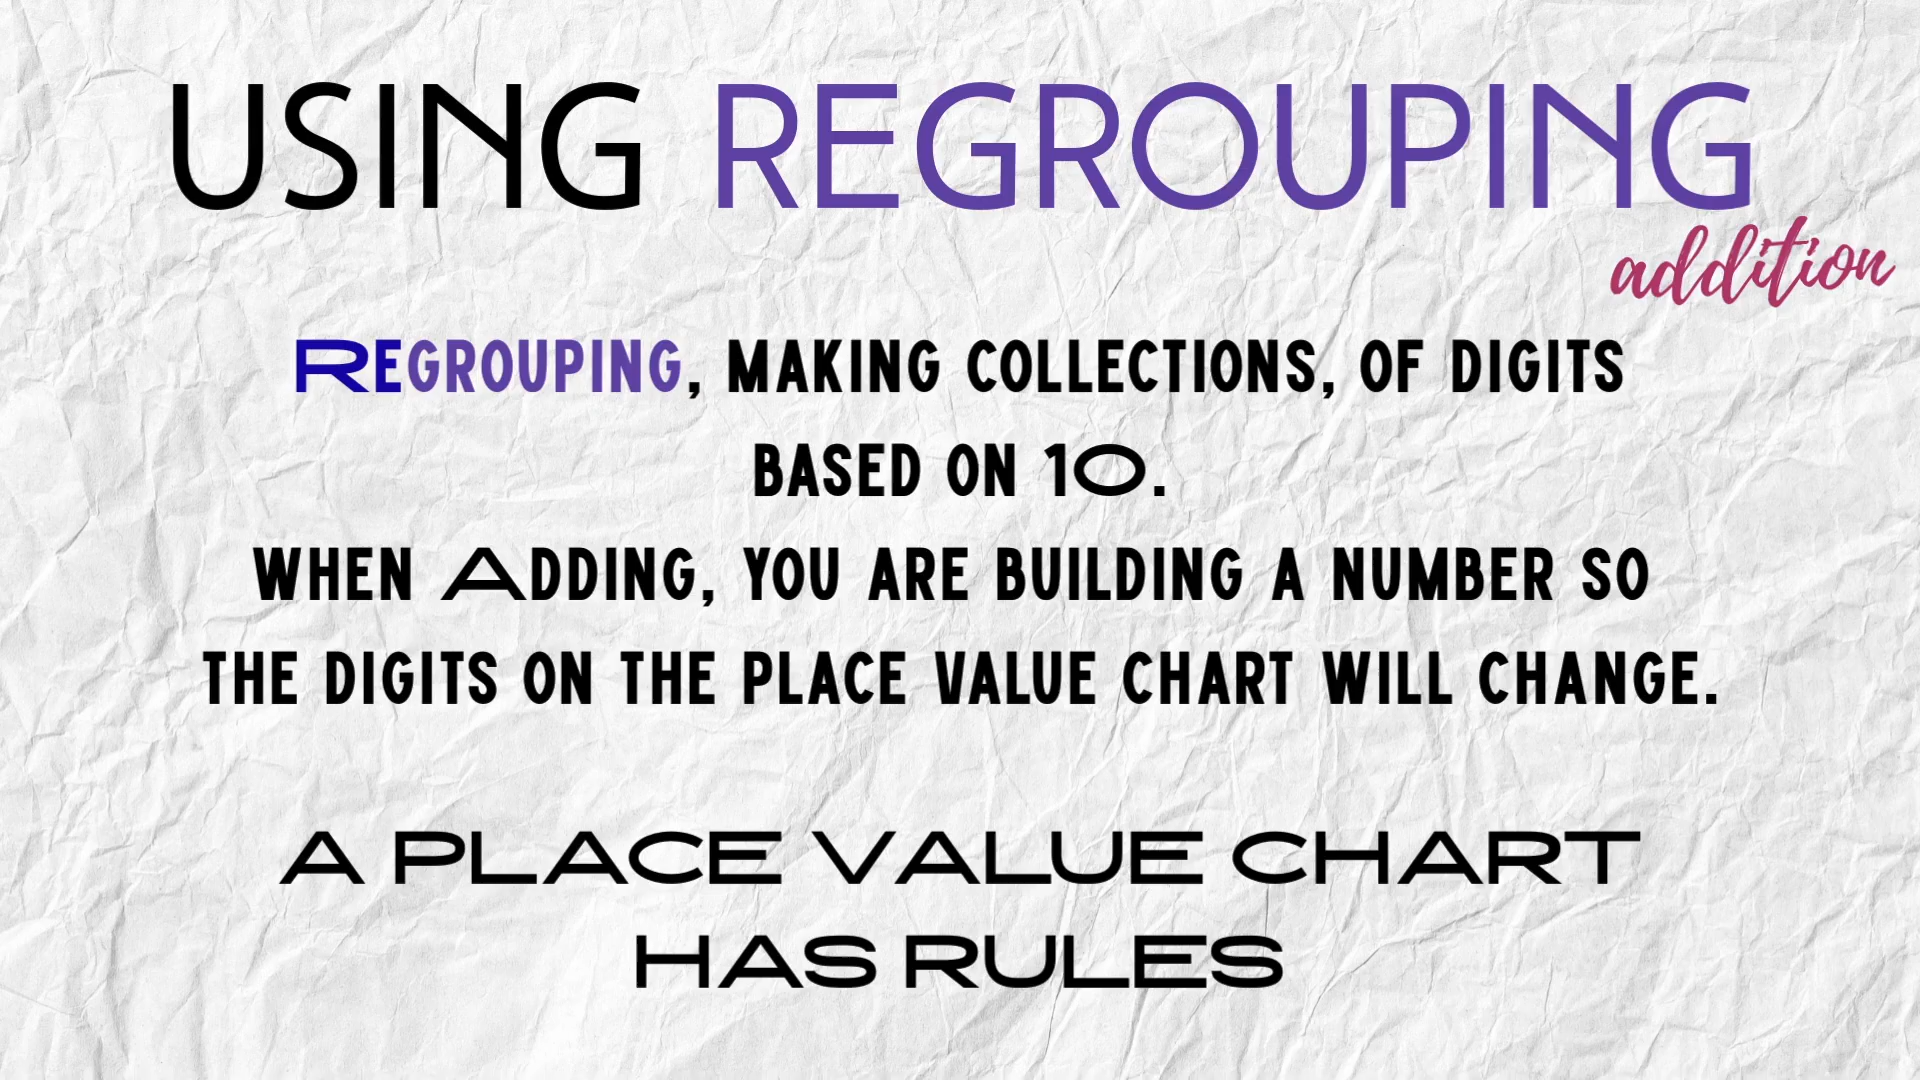 USING REGROUPING
addition
REGROUPING, MAKING COLLECTIONS, OF DIGITS
BASED ON 10.
WHEN ADDING, YOU ARE BUILDING A NUMBER SO
THE DIGITS ON THE PLACE VALUE CHART WILL CHANGE.
A PLACE VALUE CHART
HAS RULES